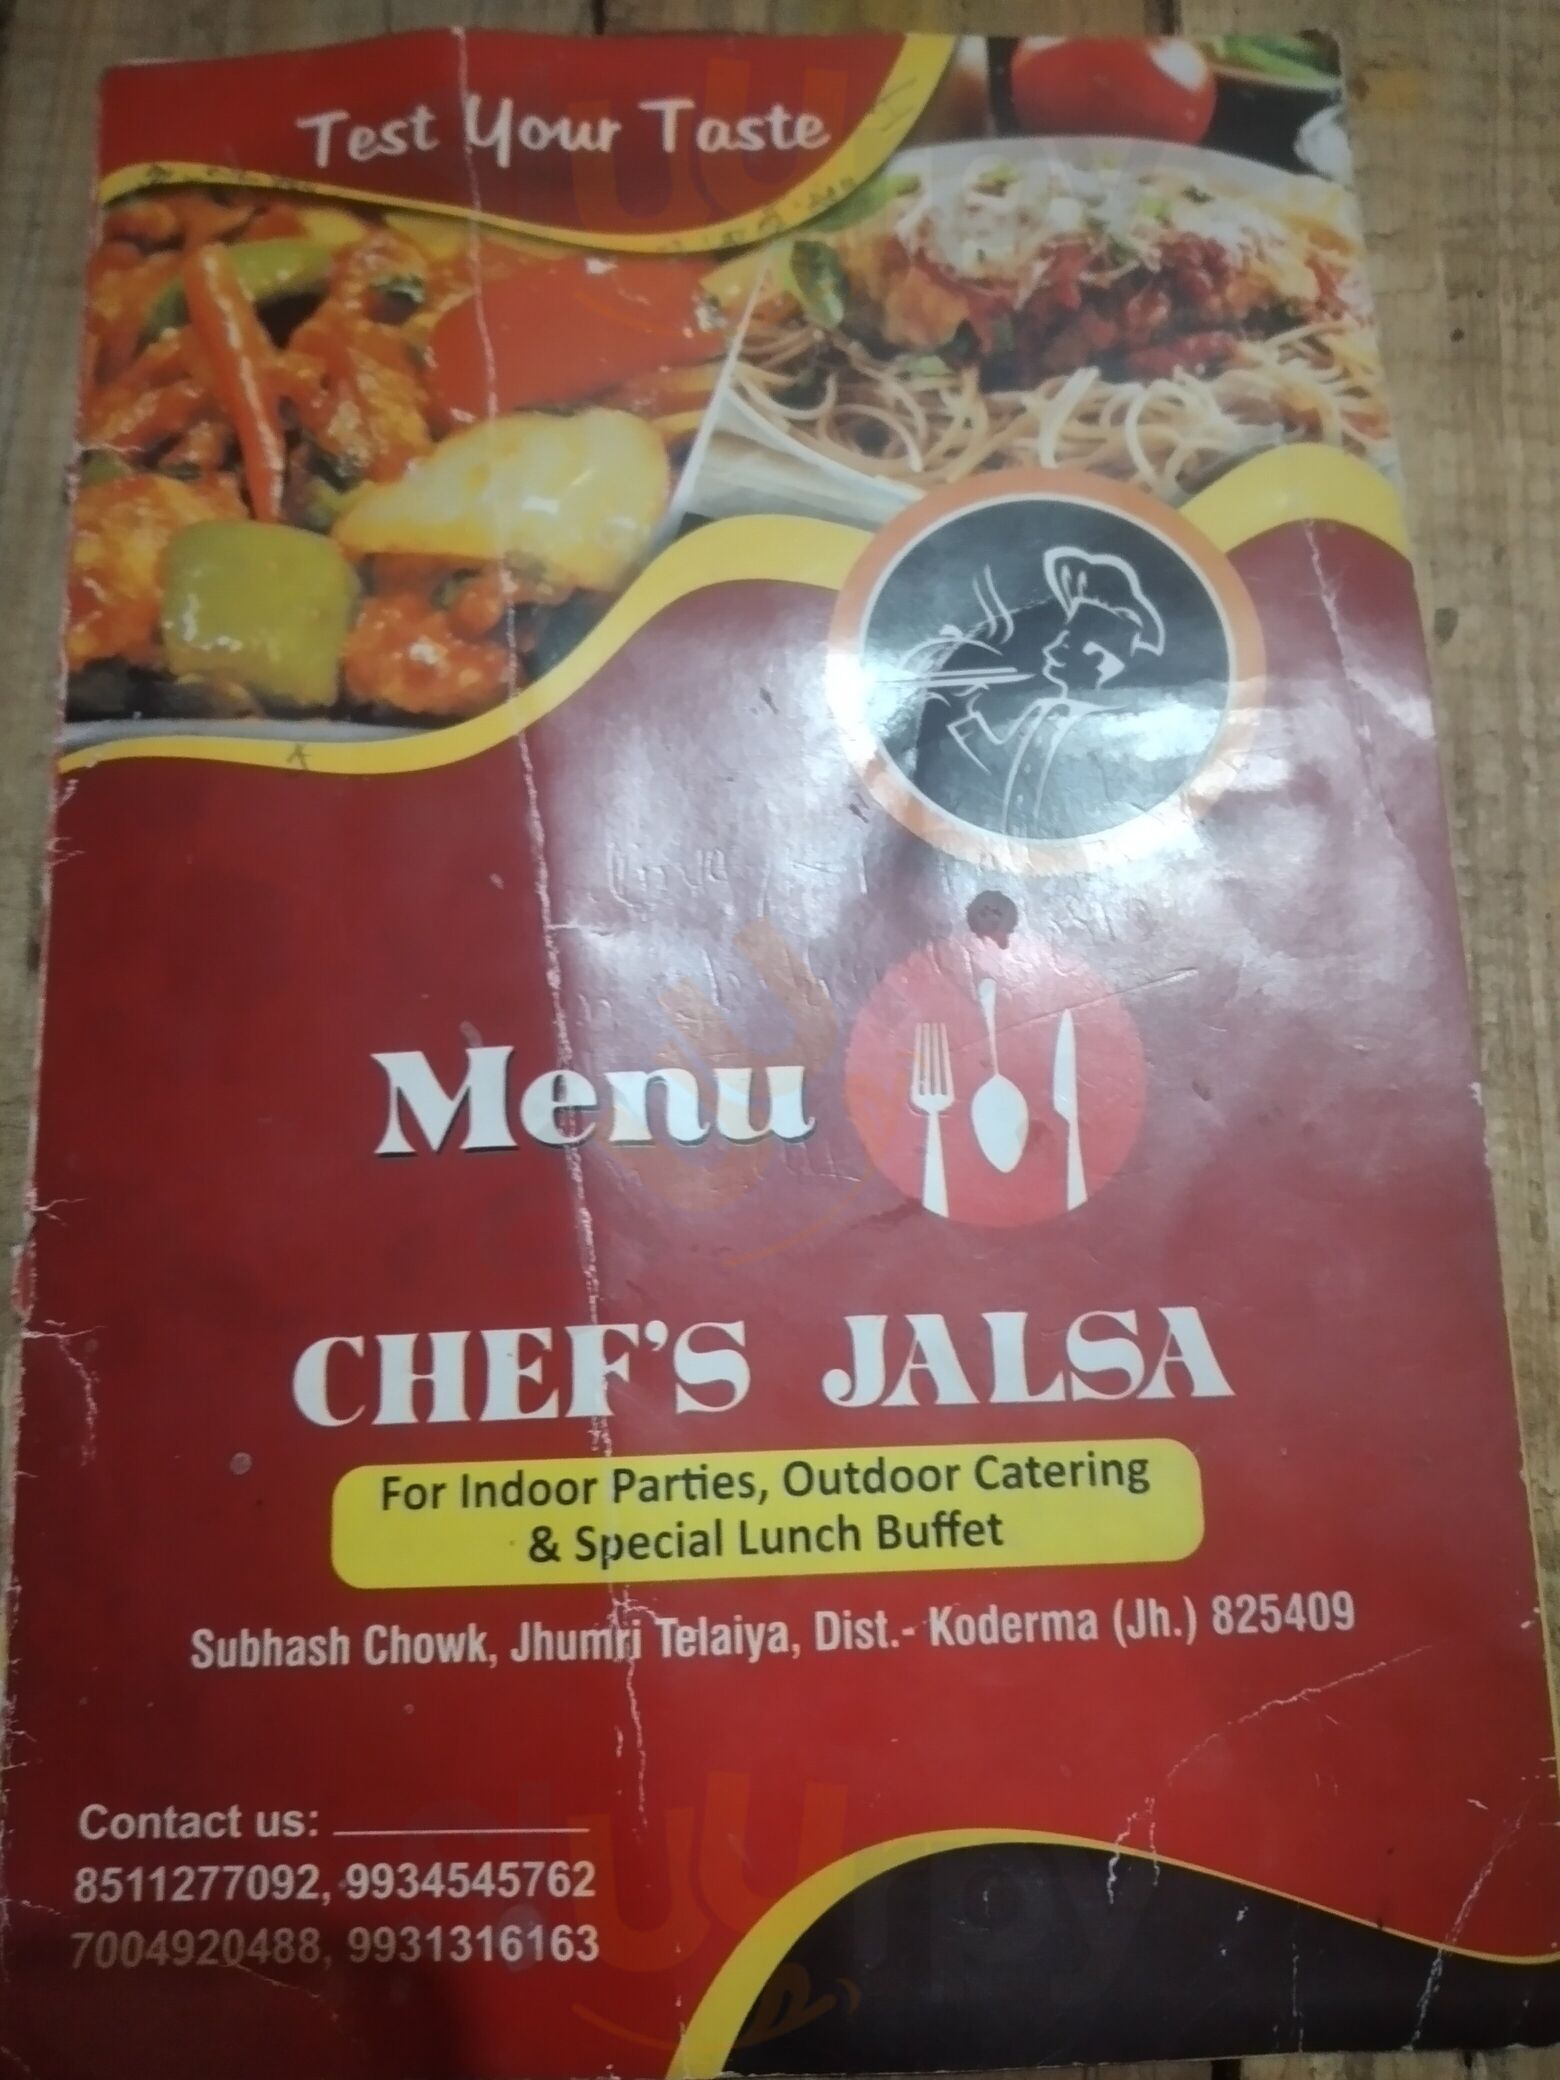 Test Your Taste
Menu
CHEF'S JALSA
For Indoor Parties, Outdoor Catering
& Special Lunch Buffet
Subhash Chowk, Jhumri Telaiya, Dist.- Koderma (Jh.) 825409
Contact us:
8511277092, 9934545762
7004920488, 9931316163